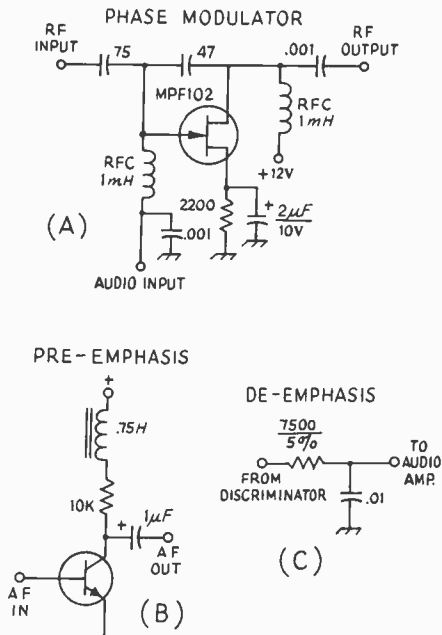 PHASE MODULATOR
RF
INPUT
75
47
.001
RF
OUTPUT
MPF102
RFC
1mH
RFC
1mH
+12V
2200
+
2µF
10V
(A)
.001
AUDIO INPUT
PRE-EMPHASIS
+
.75H
10K
+
1µF
AF
OUT
AF
IN
(B)
DE-EMPHASIS
7500
5%
FROM
DISCRIMINATOR
TO
AUDIO
AMP.
.01
(C)